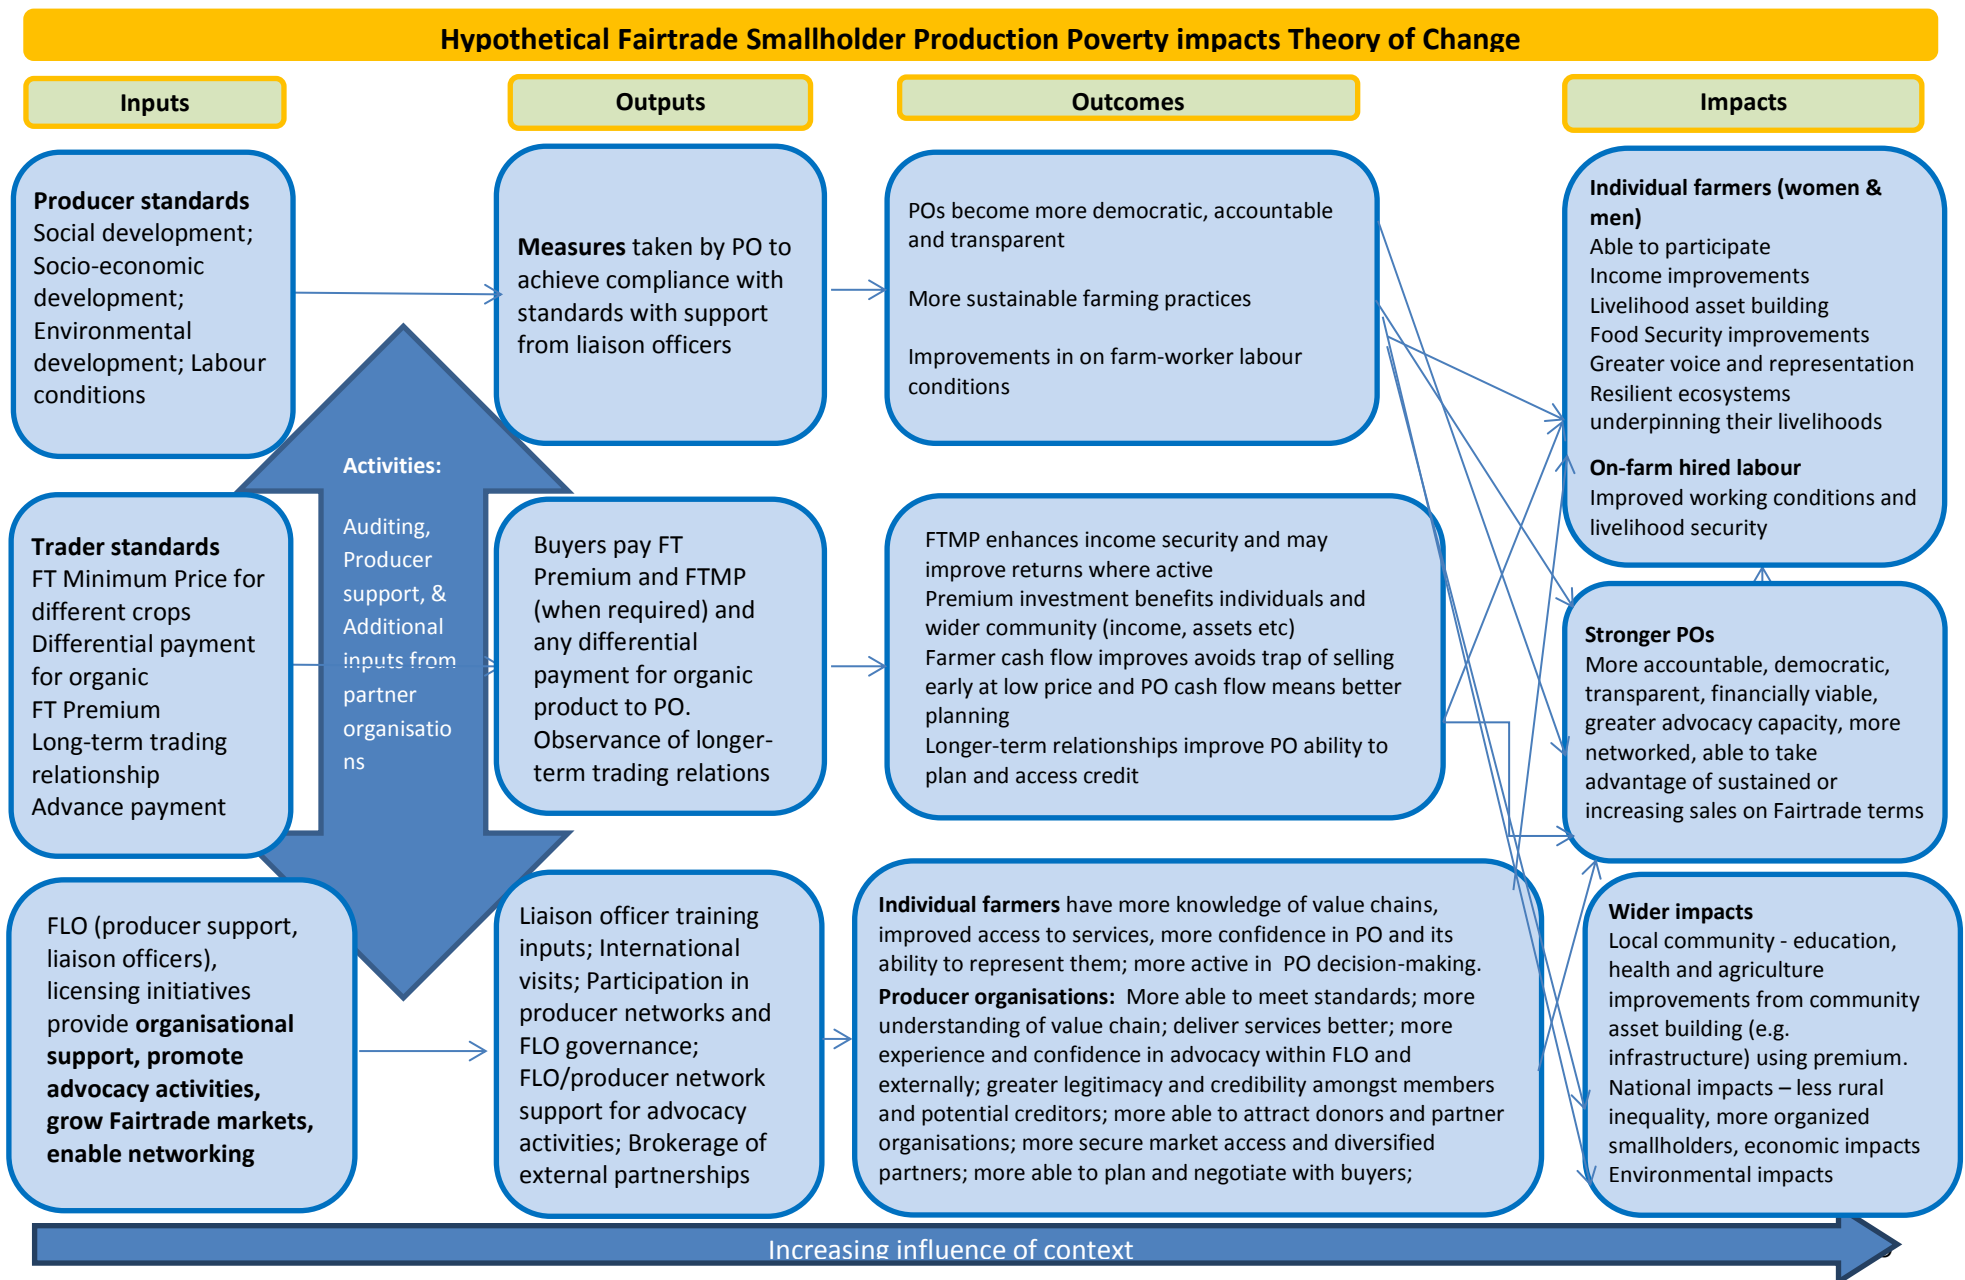 Hypothetical Fairtrade Smallholder Production Poverty impacts Theory of Change
Inputs
Outputs
Outcomes
Impacts
Producer standards
Social development;
Socio-economic
development;
Environmental
development; Labour
conditions
Measures taken by PO to
achieve compliance with
standards with support
from liaison officers
POs become more democratic, accountable
and transparent
More sustainable farming practices
Improvements in on farm-worker labour
conditions
Individual farmers (women &
men)
Able to participate
Income improvements
Livelihood asset building
Food Security improvements
Greater voice and representation
Resilient ecosystems
underpinning their livelihoods
On-farm hired labour
Improved working conditions and
livelihood security
Activities:
Auditing,
Producer
support, &
Additional
inputs from
partner
organisatio
ns
Trader standards
FT Minimum Price for
different crops
Differential payment
for organic
FT Premium
Long-term trading
relationship
Advance payment
Buyers pay FT
Premium and FTMP
(when required) and
any differential
payment for organic
product to PO.
Observance of longer-
term trading relations
FTMP enhances income security and may
improve returns where active
Premium investment benefits individuals and
wider community (income, assets etc)
Farmer cash flow improves avoids trap of selling
early at low price and PO cash flow means better
planning
Longer-term relationships improve PO ability to
plan and access credit
Stronger POs
More accountable, democratic,
transparent, financially viable,
greater advocacy capacity, more
networked, able to take
advantage of sustained or
increasing sales on Fairtrade terms
FLO (producer support,
liaison officers),
licensing initiatives
provide organisational
support, promote
advocacy activities,
grow Fairtrade markets,
enable networking
Liaison officer training
inputs; International
visits; Participation in
producer networks and
FLO governance;
FLO/producer network
support for advocacy
activities; Brokerage of
external partnerships
Individual farmers have more knowledge of value chains,
improved access to services, more confidence in PO and its
ability to represent them; more active in PO decision-making.
Producer organisations: More able to meet standards; more
understanding of value chain; deliver services better; more
experience and confidence in advocacy within FLO and
externally; greater legitimacy and credibility amongst members
and potential creditors; more able to attract donors and partner
organisations; more secure market access and diversified
partners; more able to plan and negotiate with buyers;
Wider impacts
Local community - education,
health and agriculture
improvements from community
asset building (e.g.
infrastructure) using premium.
National impacts – less rural
inequality, more organized
smallholders, economic impacts
Environmental impacts
Increasing influence of context